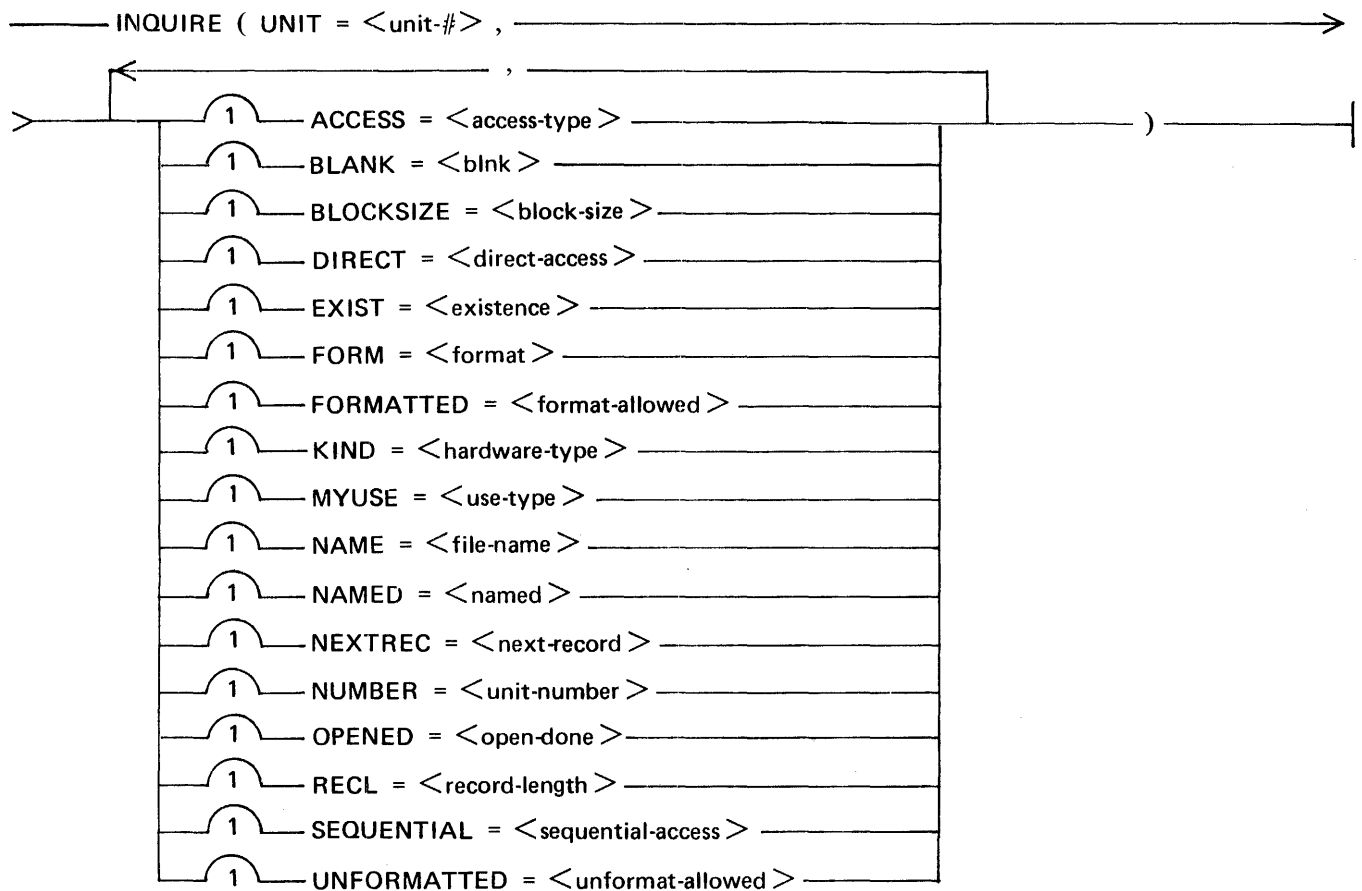 INQUIRE ( UNIT = <unit-#> ,
,
1 ACCESS = <access-type> )
1 BLANK = <blnk>
1 BLOCKSIZE = <block-size>
1 DIRECT = <direct-access>
1 EXIST = <existence>
1 FORM = <format>
1 FORMATTED = <format-allowed>
1 KIND = <hardware-type>
1 MYUSE = <use-type>
1 NAME = <file-name>
1 NAMED = <named>
1 NEXTREC = <next-record>
1 NUMBER = <unit-number>
1 OPENED = <open-done>
1 RECL = <record-length>
1 SEQUENTIAL = <sequential-access>
1 UNFORMATTED = <unformat-allowed>